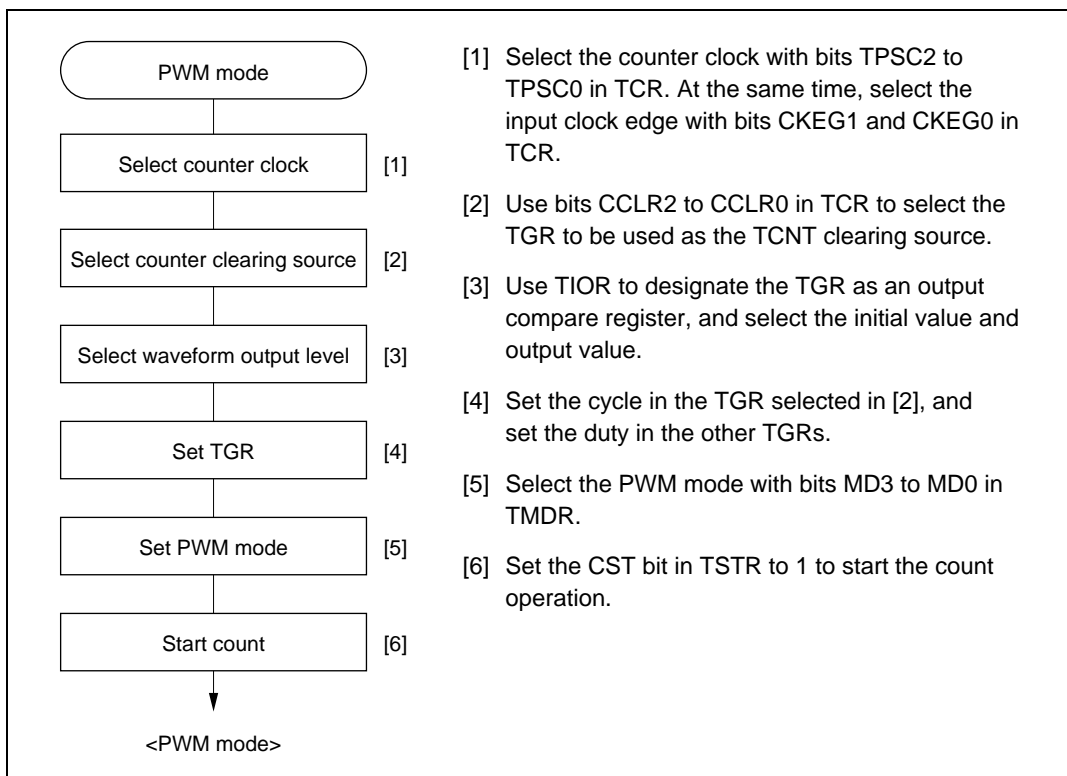 PWM mode
Select counter clock [1]
Select counter clearing source [2]
Select waveform output level [3]
Set TGR [4]
Set PWM mode [5]
Start count [6]
<PWM mode>
[1] Select the counter clock with bits TPSC2 to
TPSC0 in TCR. At the same time, select the
input clock edge with bits CKEG1 and CKEG0 in
TCR.
[2] Use bits CCLR2 to CCLR0 in TCR to select the
TGR to be used as the TCNT clearing source.
[3] Use TIOR to designate the TGR as an output
compare register, and select the initial value and
output value.
[4] Set the cycle in the TGR selected in [2], and
set the duty in the other TGRs.
[5] Select the PWM mode with bits MD3 to MD0 in
TMDR.
[6] Set the CST bit in TSTR to 1 to start the count
operation.